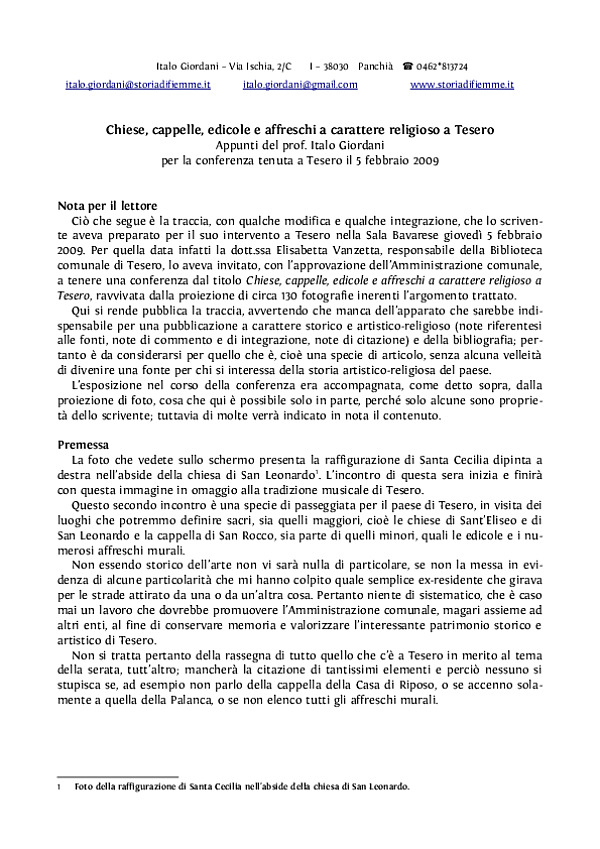 Italo Giordani – Via Ischia, 2/C I – 38030 Panchià ☎ 0462*813724
italo.giordani@storiadifiemme.it italo.giordani@gmail.com www.storiadifiemme.it
Chiese, cappelle, edicole e affreschi a carattere religioso a Tesero
Appunti del prof. Italo Giordani
per la conferenza tenuta a Tesero il 5 febbraio 2009
Nota per il lettore
Ciò che segue è la traccia, con qualche modifica e qualche integrazione, che lo scriven-
te aveva preparato per il suo intervento a Tesero nella Sala Bavarese giovedì 5 febbraio
2009. Per quella data infatti la dott.ssa Elisabetta Vanzetta, responsabile della Biblioteca
comunale di Tesero, lo aveva invitato, con l'approvazione dell'Amministrazione comunale,
a tenere una conferenza dal titolo Chiese, cappelle, edicole e affreschi a carattere religioso a
Tesero, ravvivata dalla proiezione di circa 130 fotografie inerenti l'argomento trattato.
Qui si rende pubblica la traccia, avvertendo che manca dell'apparato che sarebbe indi-
spensabile per una pubblicazione a carattere storico e artistico-religioso (note riferentesi
alle fonti, note di commento e di integrazione, note di citazione) e della bibliografia; per-
tanto è da considerarsi per quello che è, cioè una specie di articolo, senza alcuna velleità
di divenire una fonte per chi si interessa della storia artistico-religiosa del paese.
L'esposizione nel corso della conferenza era accompagnata, come detto sopra, dalla
proiezione di foto, cosa che qui è possibile solo in parte, perché solo alcune sono proprie-
tà dello scrivente; tuttavia di molte verrà indicato in nota il contenuto.
Premessa
La foto che vedete sullo schermo presenta la raffigurazione di Santa Cecilia dipinta a
destra nell'abside della chiesa di San Leonardo¹. L'incontro di questa sera inizia e finirà
con questa immagine in omaggio alla tradizione musicale di Tesero.
Questo secondo incontro è una specie di passeggiata per il paese di Tesero, in visita dei
luoghi che potremmo definire sacri, sia quelli maggiori, cioè le chiese di Sant'Eliseo e di
San Leonardo e la cappella di San Rocco, sia parte di quelli minori, quali le edicole e i nu-
merosi affreschi murali.
Non essendo storico dell'arte non vi sarà nulla di particolare, se non la messa in evi-
denza di alcune particolarità che mi hanno colpito quale semplice ex-residente che girava
per le strade attirato da una o da un'altra cosa. Pertanto niente di sistematico, che è caso
mai un lavoro che dovrebbe promuovere l'Amministrazione comunale, magari assieme ad
altri enti, al fine di conservare memoria e valorizzare l'interessante patrimonio storico e
artistico di Tesero.
Non si tratta pertanto della rassegna di tutto quello che c'è a Tesero in merito al tema
della serata, tutt'altro; mancherà la citazione di tantissimi elementi e perciò nessuno si
stupisca se, ad esempio non parlo della cappella della Casa di Riposo, o se accenno sola-
mente a quella della Palanca, o se non elenco tutti gli affreschi murali.
1 Foto della raffigurazione di Santa Cecilia nell'abside della chiesa di San Leonardo.